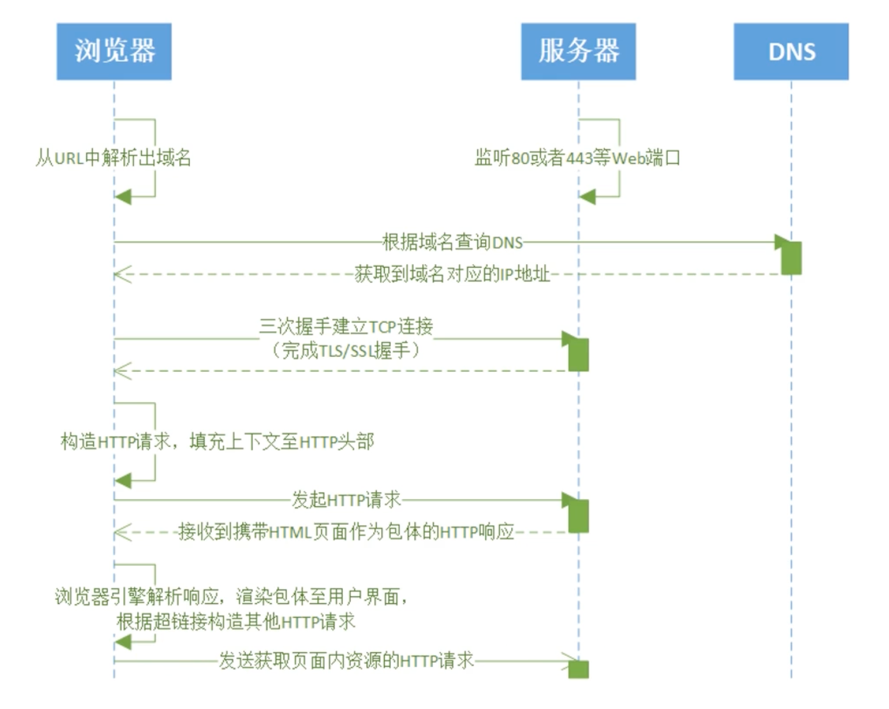 浏览器
服务器
DNS
从URL中解析出域名
监听80或者443等Web端口
根据域名查询DNS
获取到域名对应的IP地址
三次握手建立TCP连接
（完成TLS/SSL握手）
构造HTTP请求，填充上下文至HTTP头部
发起HTTP请求
接收到携带HTML页面作为包体的HTTP响应
浏览器引擎解析响应，渲染包体至用户界面，
根据超链接构造其他HTTP请求
发送获取页面内资源的HTTP请求